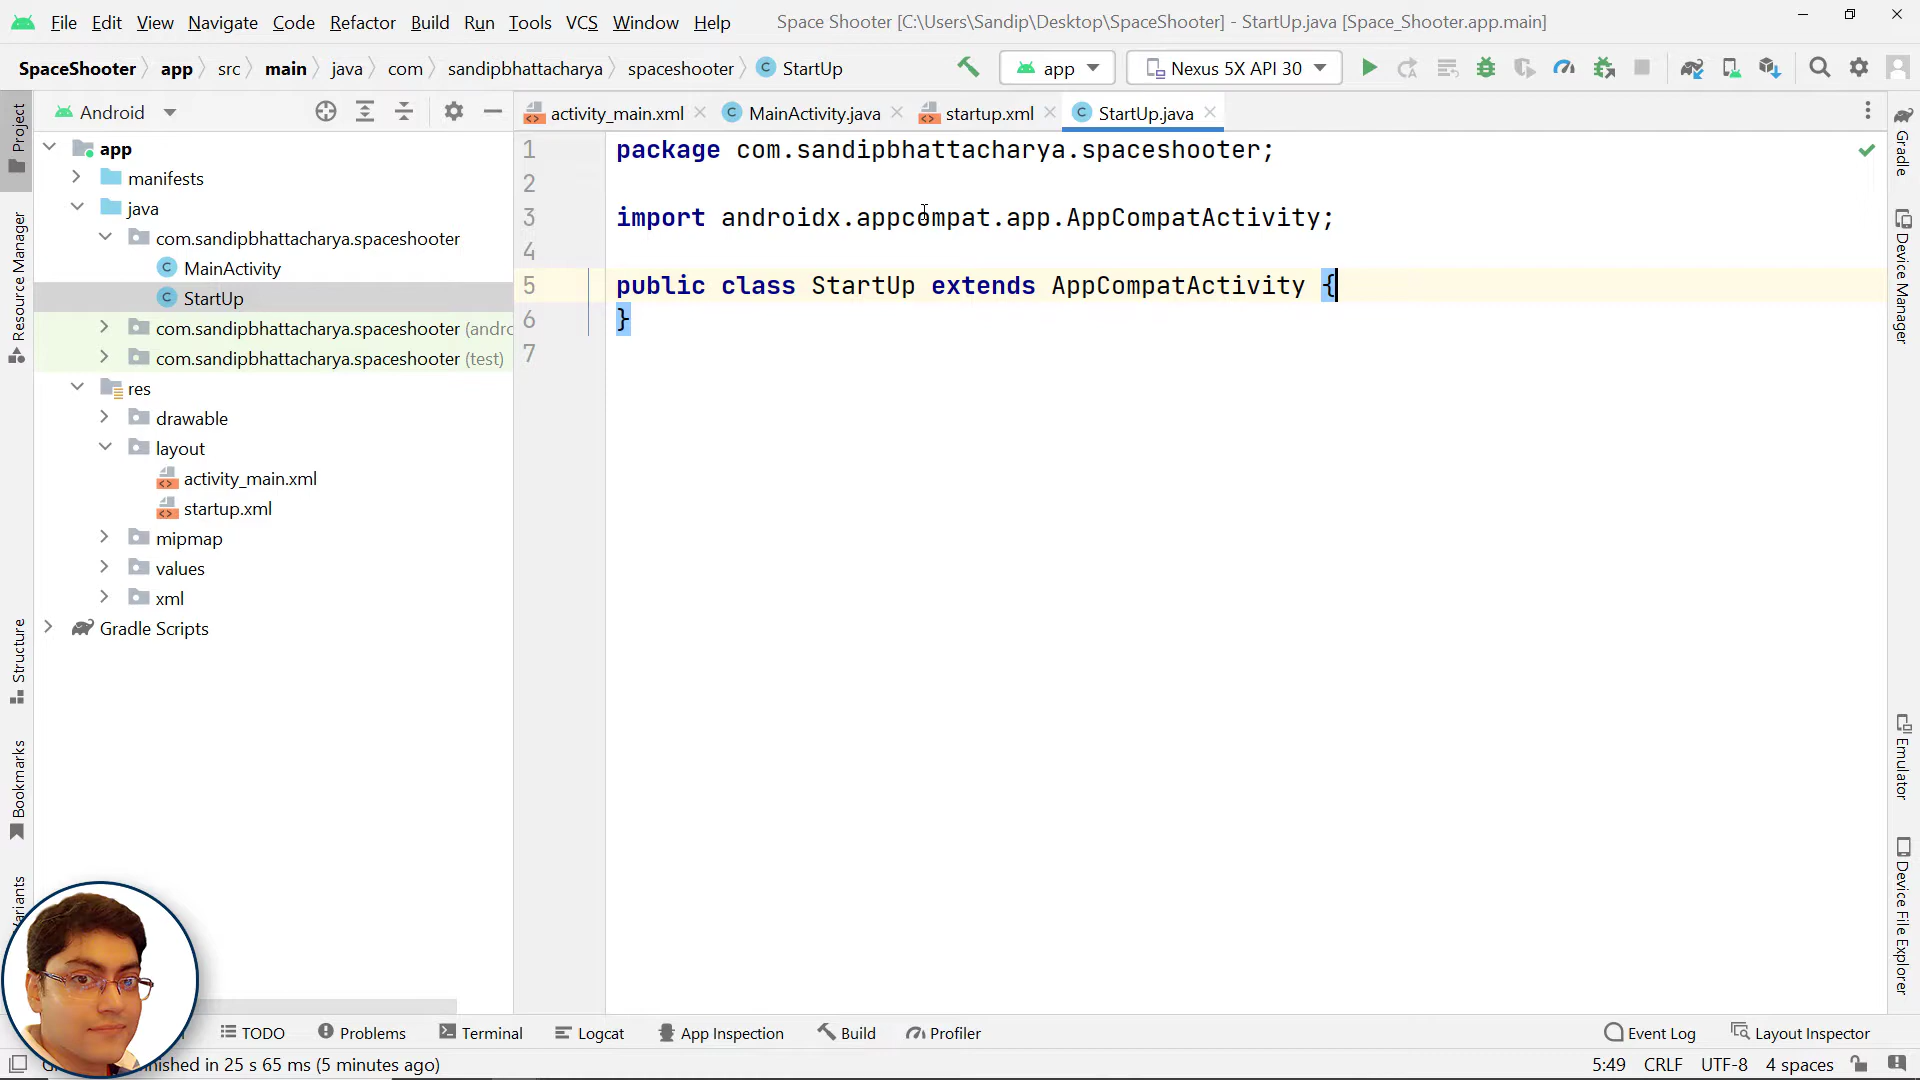 File Edit View Navigate Code Refactor Build Run Tools VCS Window Help Space Shooter [C:\Users\Sandip\Desktop\SpaceShooter] - StartUp.java [Space_Shooter.app.main]
SpaceShooter app src main java com sandipbhattacharya spaceshooter StartUp app Nexus 5X API 30
Android
activity_main.xml MainActivity.java startup.xml StartUp.java
app
manifests
java
com.sandipbhattacharya.spaceshooter
MainActivity
StartUp
com.sandipbhattacharya.spaceshooter (andro
com.sandipbhattacharya.spaceshooter (test)
res
drawable
layout
activity_main.xml
startup.xml
mipmap
values
xml
Gradle Scripts
1 package com.sandipbhattacharya.spaceshooter;
2
3 import androidx.appcompat.app.AppCompatActivity;
4
5 public class StartUp extends AppCompatActivity {
6 }
7
Project
Resource Manager
Structure
Bookmarks
Gradle
Device Manager
Emulator
Device File Explorer
TODO Problems Terminal Logcat App Inspection Build Profiler Event Log Layout Inspector
in 25 s 65 ms (5 minutes ago) 5:49 CRLF UTF-8 4 spaces